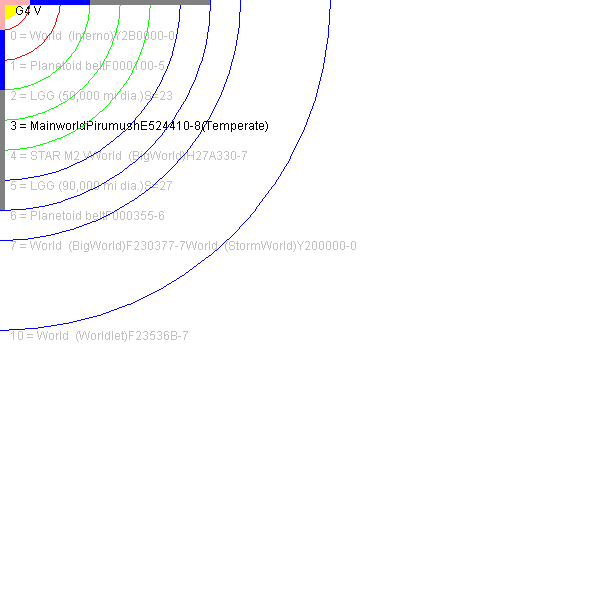 G4 V
0 = World (Inferno)Y2B0000-0
1 = Planetoid beltF000100-5
2 = LGG (50,000 mi dia.)S=23
3 = MainworldPirumushE524410-8(Temperate)
4 = STAR M2 VWorld (BigWorld)H27A330-7
5 = LGG (90,000 mi dia.)S=27
6 = Planetoid beltF000355-6
7 = World (BigWorld)F230377-7World (StormWorld)Y200000-0
10 = World (Worldlet)F23536B-7